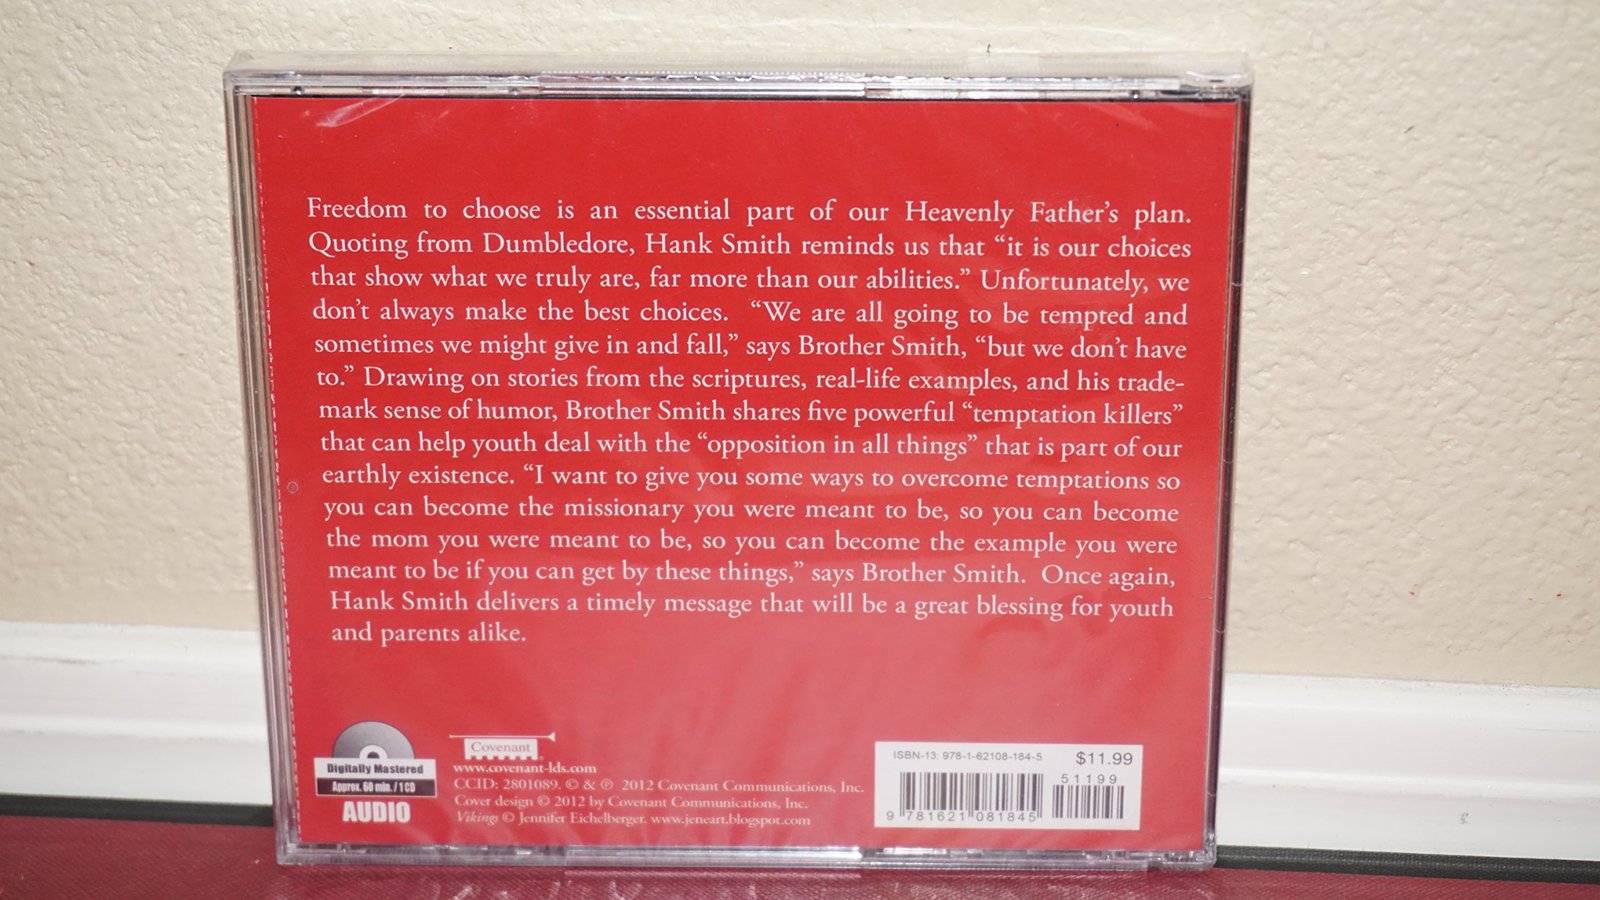 Freedom to choose is an essential part of our Heavenly Father's plan.
Quoting from Dumbledore, Hank Smith reminds us that “it is our choices
that show what we truly are, far more than our abilities.” Unfortunately, we
don't always make the best choices. “We are all going to be tempted and
sometimes we might give in and fall,” says Brother Smith, “but we don't have
to.” Drawing on stories from the scriptures, real-life examples, and his trade-
mark sense of humor, Brother Smith shares five powerful “temptation killers”
that can help youth deal with the “opposition in all things” that is part of our
earthly existence. “I want to give you some ways to overcome temptations so
you can become the missionary you were meant to be, so you can become
the mom you were meant to be, so you can become the example you were
meant to be if you can get by these things,” says Brother Smith. Once again,
Hank Smith delivers a timely message that will be a great blessing for youth
and parents alike.
Digitally Mastered
Approx. 60 min. / 1 CD
AUDIO
Covenant
www.covenant-lds.com
CCID: 2801089. © & ℗ 2012 Covenant Communications, Inc.
Cover design © 2012 by Covenant Communications, Inc.
Vikings © Jennifer Eichelberger. www.jeneart.blogspot.com
ISBN-13: 978-1-62108-184-5 $11.99
51199
9 781621 081845